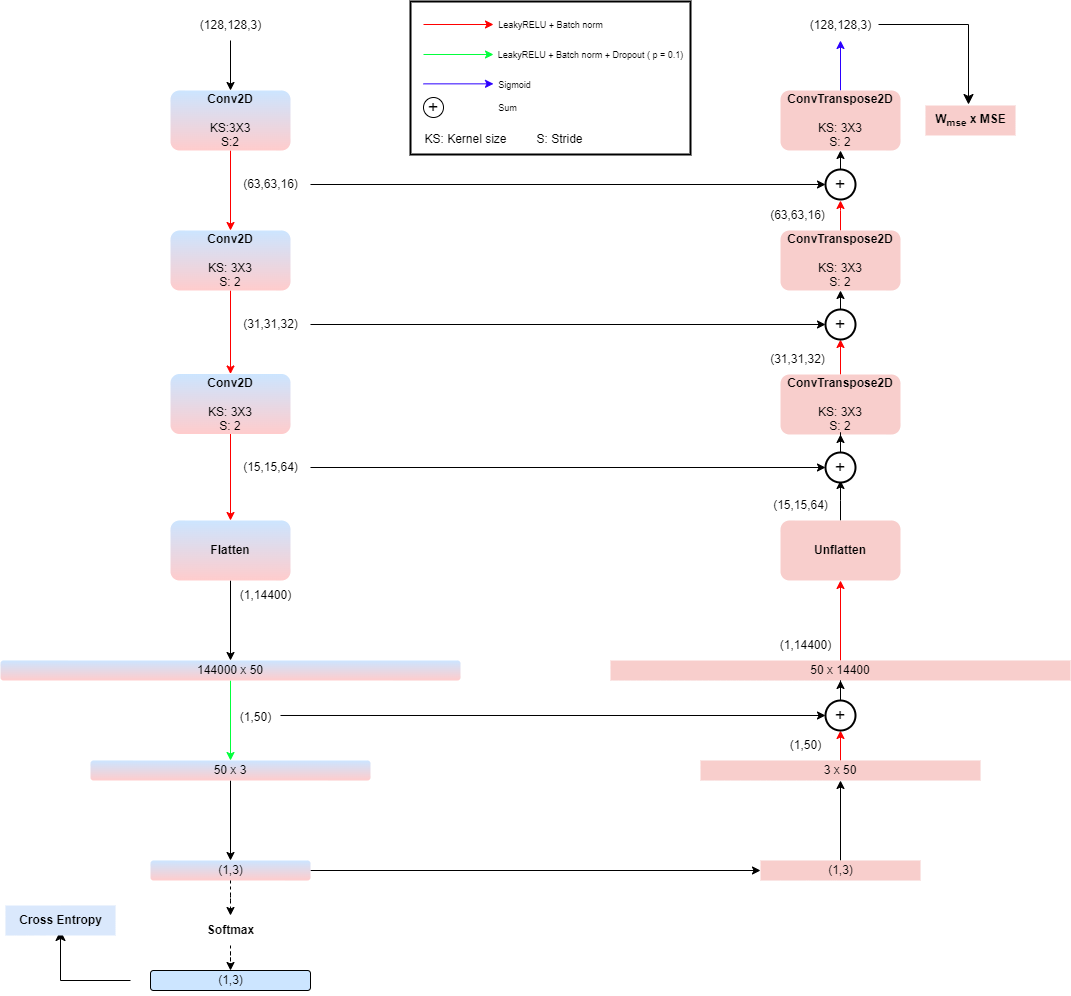 (128,128,3)
Conv2D
KS:3X3
S:2
(63,63,16)
Conv2D
KS: 3X3
S: 2
(31,31,32)
Conv2D
KS: 3X3
S: 2
(15,15,64)
Flatten
(1,14400)
144000 x 50
(1,50)
50 x 3
(1,3)
Softmax
(1,3)
Cross Entropy
LeakyRELU + Batch norm
LeakyRELU + Batch norm + Dropout ( p = 0.1)
Sigmoid
+ Sum
KS: Kernel size S: Stride
(128,128,3)
Wmse x MSE
ConvTranspose2D
KS: 3X3
S: 2
+
(63,63,16)
ConvTranspose2D
KS: 3X3
S: 2
+
(31,31,32)
ConvTranspose2D
KS: 3X3
S: 2
+
(15,15,64)
Unflatten
(1,14400)
50 x 14400
+
(1,50)
3 x 50
(1,3)